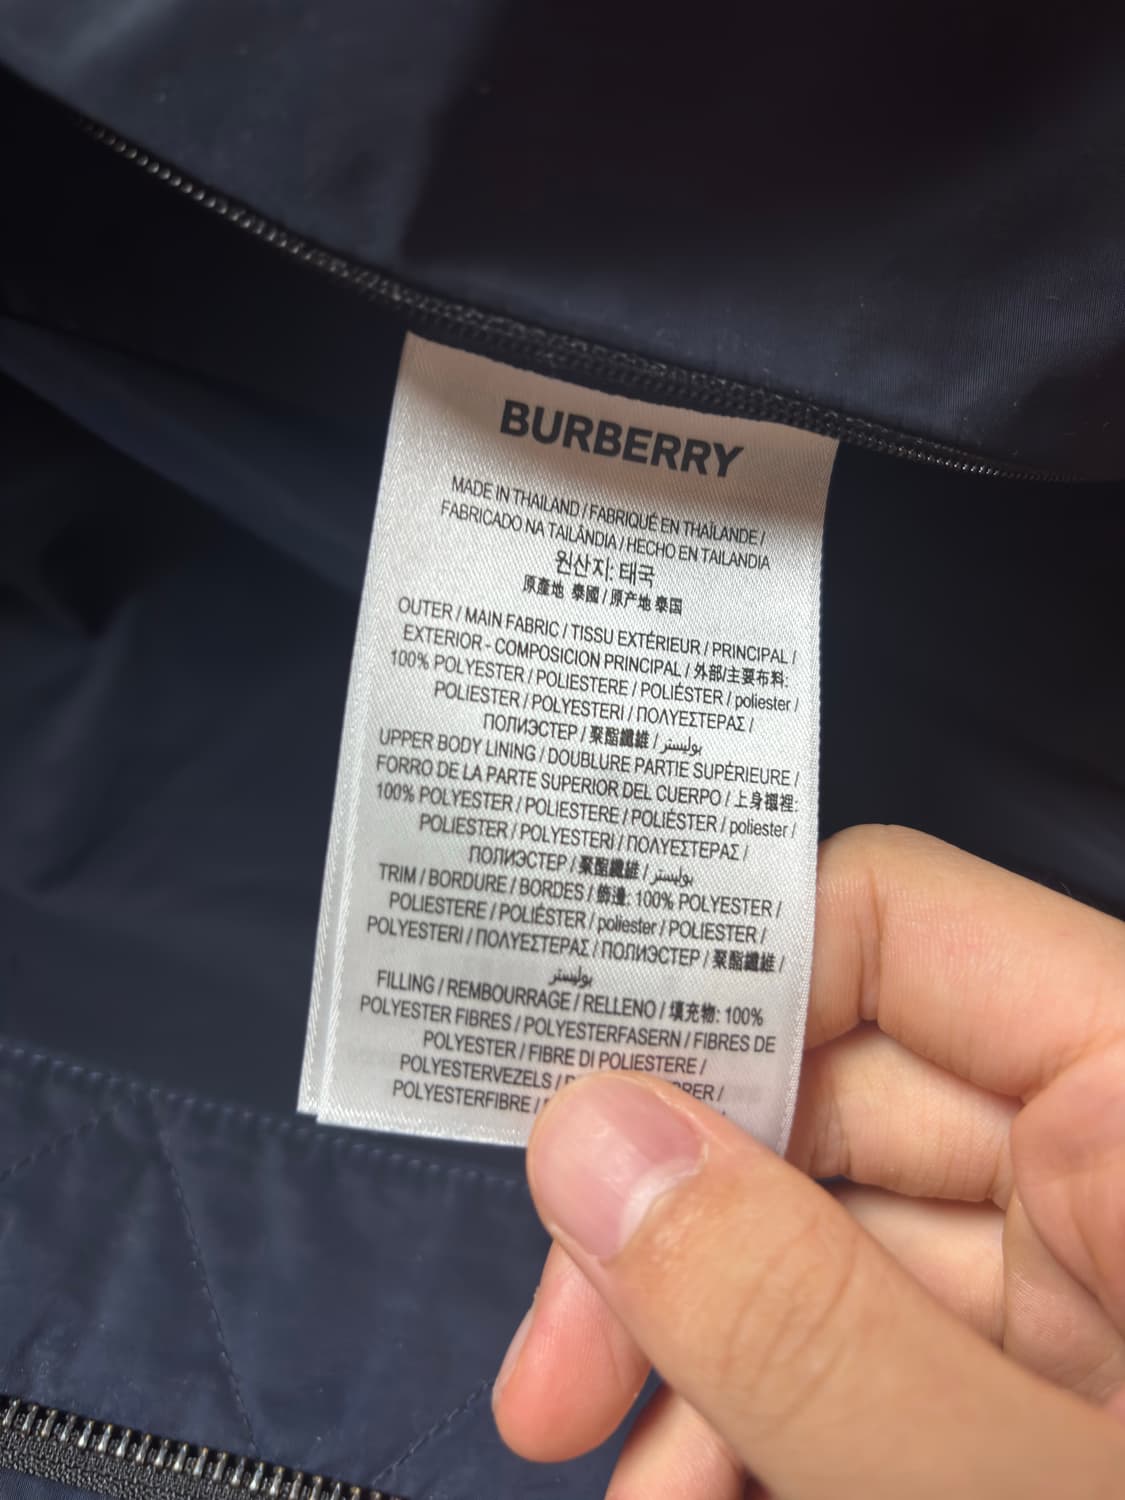 BURBERRY
MADE IN THAILAND / FABRIQUÉ EN THAÏLANDE /
FABRICADO NA TAILÂNDIA / HECHO EN TAILANDIA
원산지: 태국
原產地 泰國 / 原产地 泰国
OUTER / MAIN FABRIC / TISSU EXTÉRIEUR / PRINCIPAL /
EXTERIOR - COMPOSICION PRINCIPAL / 外部/主要布料:
100% POLYESTER / POLIESTERE / POLIÉSTER / poliester /
POLIESTER / POLYESTERI / ΠΟΛΥΕΣΤΕΡΑΣ /
ПОЛИЭСТЕР / 聚酯纖維 / بوليستر
UPPER BODY LINING / DOUBLURE PARTIE SUPÉRIEURE /
FORRO DE LA PARTE SUPERIOR DEL CUERPO / 上身襯裡:
100% POLYESTER / POLIESTERE / POLIÉSTER / poliester /
POLIESTER / POLYESTERI / ΠΟΛΥΕΣΤΕΡΑΣ /
ПОЛИЭСТЕР / 聚酯纖維 / بوليستر
TRIM / BORDURE / BORDES / 飾邊: 100% POLYESTER /
POLIESTERE / POLIÉSTER / poliester / POLIESTER /
POLYESTERI / ΠΟΛΥΕΣΤΕΡΑΣ / ПОЛИЭСТЕР / 聚酯纖維 /
بوليستر
FILLING / REMBOURRAGE / RELLENO / 填充物: 100%
POLYESTER FIBRES / POLYESTERFASERN / FIBRES DE
POLYESTER / FIBRE DI POLIESTERE /
POLYESTERVEZELS /
POLYESTERFIBRE /